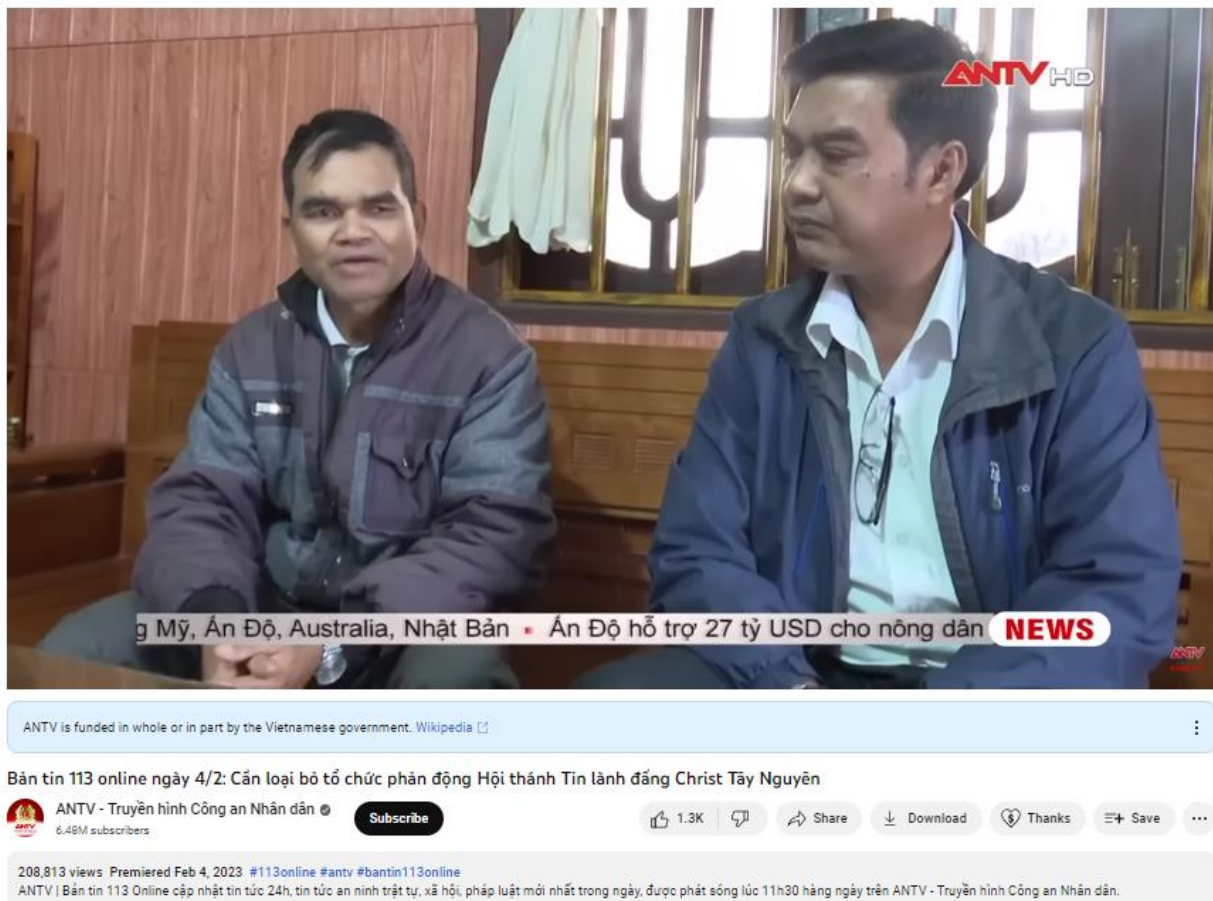 ANTV HD
g Mỹ, Ấn Độ, Australia, Nhật Bản • Ấn Độ hỗ trợ 27 tỷ USD cho nông dân NEWS
ANTV
ANTV is funded in whole or in part by the Vietnamese government. Wikipedia
Bản tin 113 online ngày 4/2: Cần loại bỏ tổ chức phản động Hội thánh Tin lành đấng Christ Tây Nguyên
ANTV - Truyền hình Công an Nhân dân
6.48M subscribers
Subscribe
1.3K
Share
Download
Thanks
Save
208,813 views Premiered Feb 4, 2023 #113online #antv #bantin113online
ANTV | Bản tin 113 Online cập nhật tin tức 24h, tin tức an ninh trật tự, xã hội, pháp luật mới nhất trong ngày, được phát sóng lúc 11h30 hàng ngày trên ANTV - Truyền hình Công an Nhân dân.